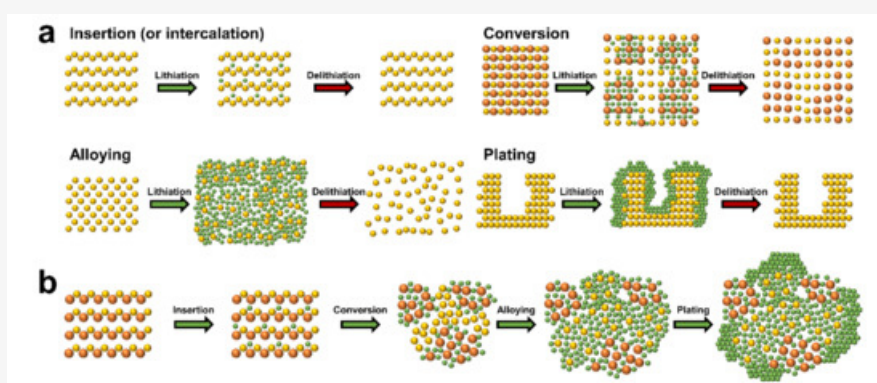 a
Insertion (or intercalation)
Conversion
Lithiation
Delithiation
Lithiation
Delithiation
Alloying
Plating
Lithiation
Delithiation
Lithiation
Delithiation
b
Insertion
Conversion
Alloying
Plating